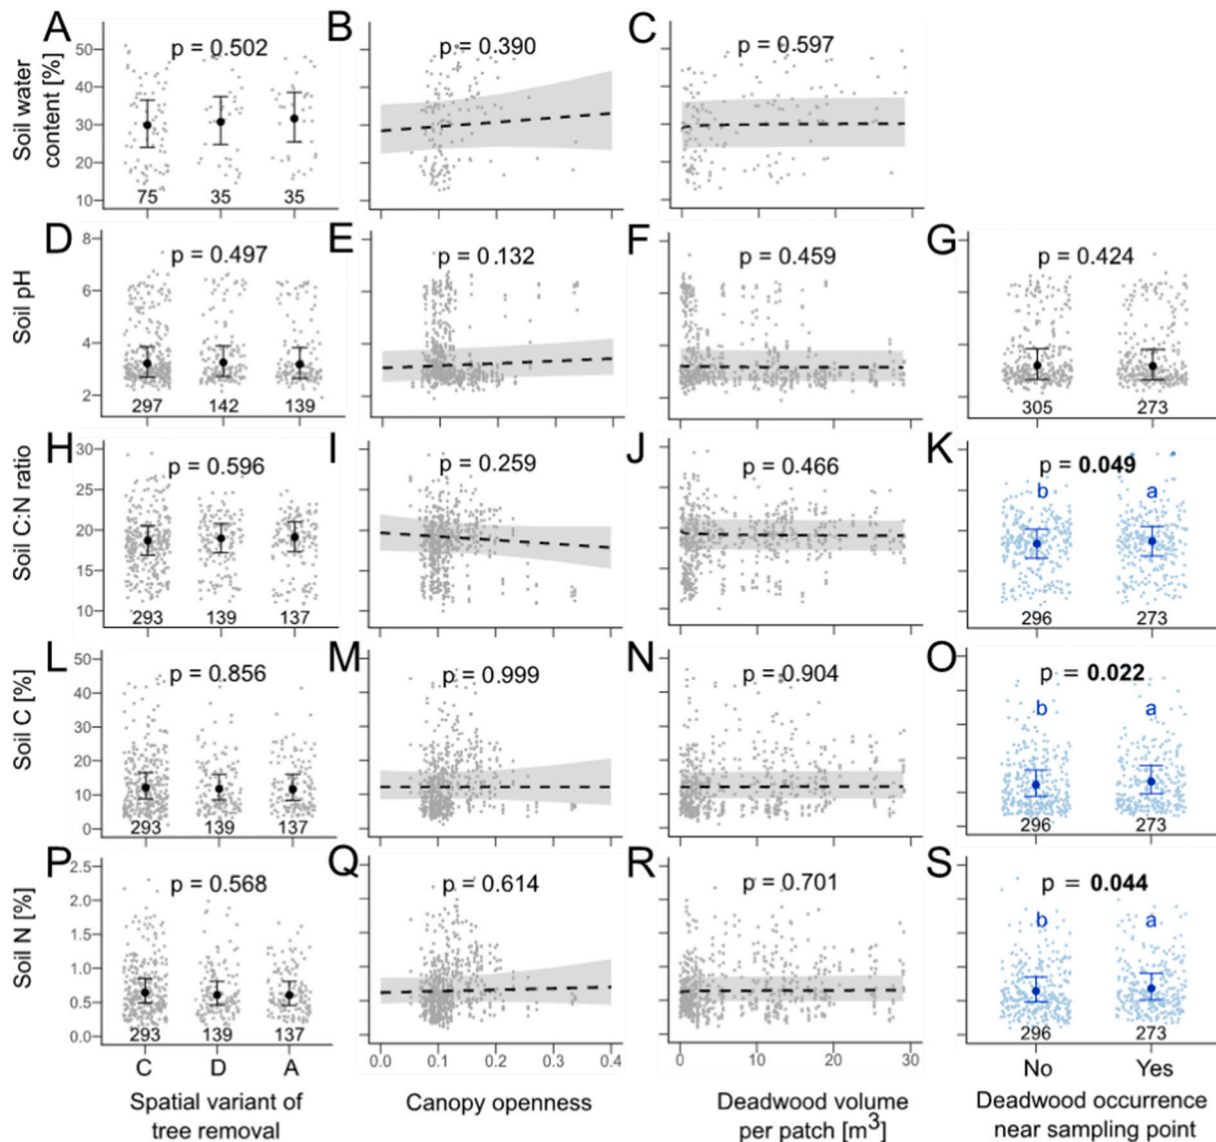 A
B
C
Soil water
content [%]
50
40
30
20
10
p = 0.502
p = 0.390
p = 0.597
75
35
35
D
E
F
G
Soil pH
8
6
4
2
p = 0.497
p = 0.132
p = 0.459
p = 0.424
297
142
139
305
273
H
I
J
K
Soil C:N ratio
30
25
20
15
10
p = 0.596
p = 0.259
p = 0.466
p = 0.049
b
a
293
139
137
296
273
L
M
N
O
Soil C [%]
50
40
30
20
10
0
p = 0.856
p = 0.999
p = 0.904
p = 0.022
b
a
293
139
137
296
273
P
Q
R
S
Soil N [%]
2.5
2.0
1.5
1.0
0.5
0.0
p = 0.568
p = 0.614
p = 0.701
p = 0.044
b
a
293
139
137
296
273
C
D
A
0.0
0.1
0.2
0.3
0.4
0
10
20
30
No
Yes
Spatial variant of
tree removal
Canopy openness
Deadwood volume
per patch [m³]
Deadwood occurrence
near sampling point